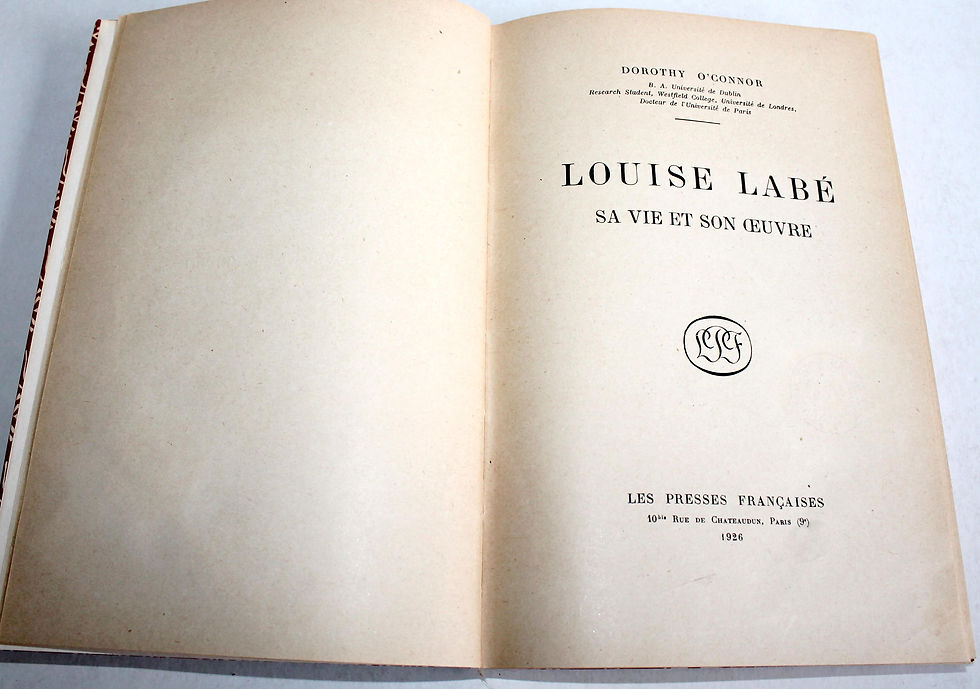 DOROTHY O'CONNOR
B. A. Université de Dublin
Research Student, Westfield College, Université de Londres,
Docteur de l'Université de Paris
LOUISE LABÉ
SA VIE ET SON ŒUVRE
LPF
LES PRESSES FRANÇAISES
10bis RUE DE CHATEAUDUN, PARIS (9e)
1926